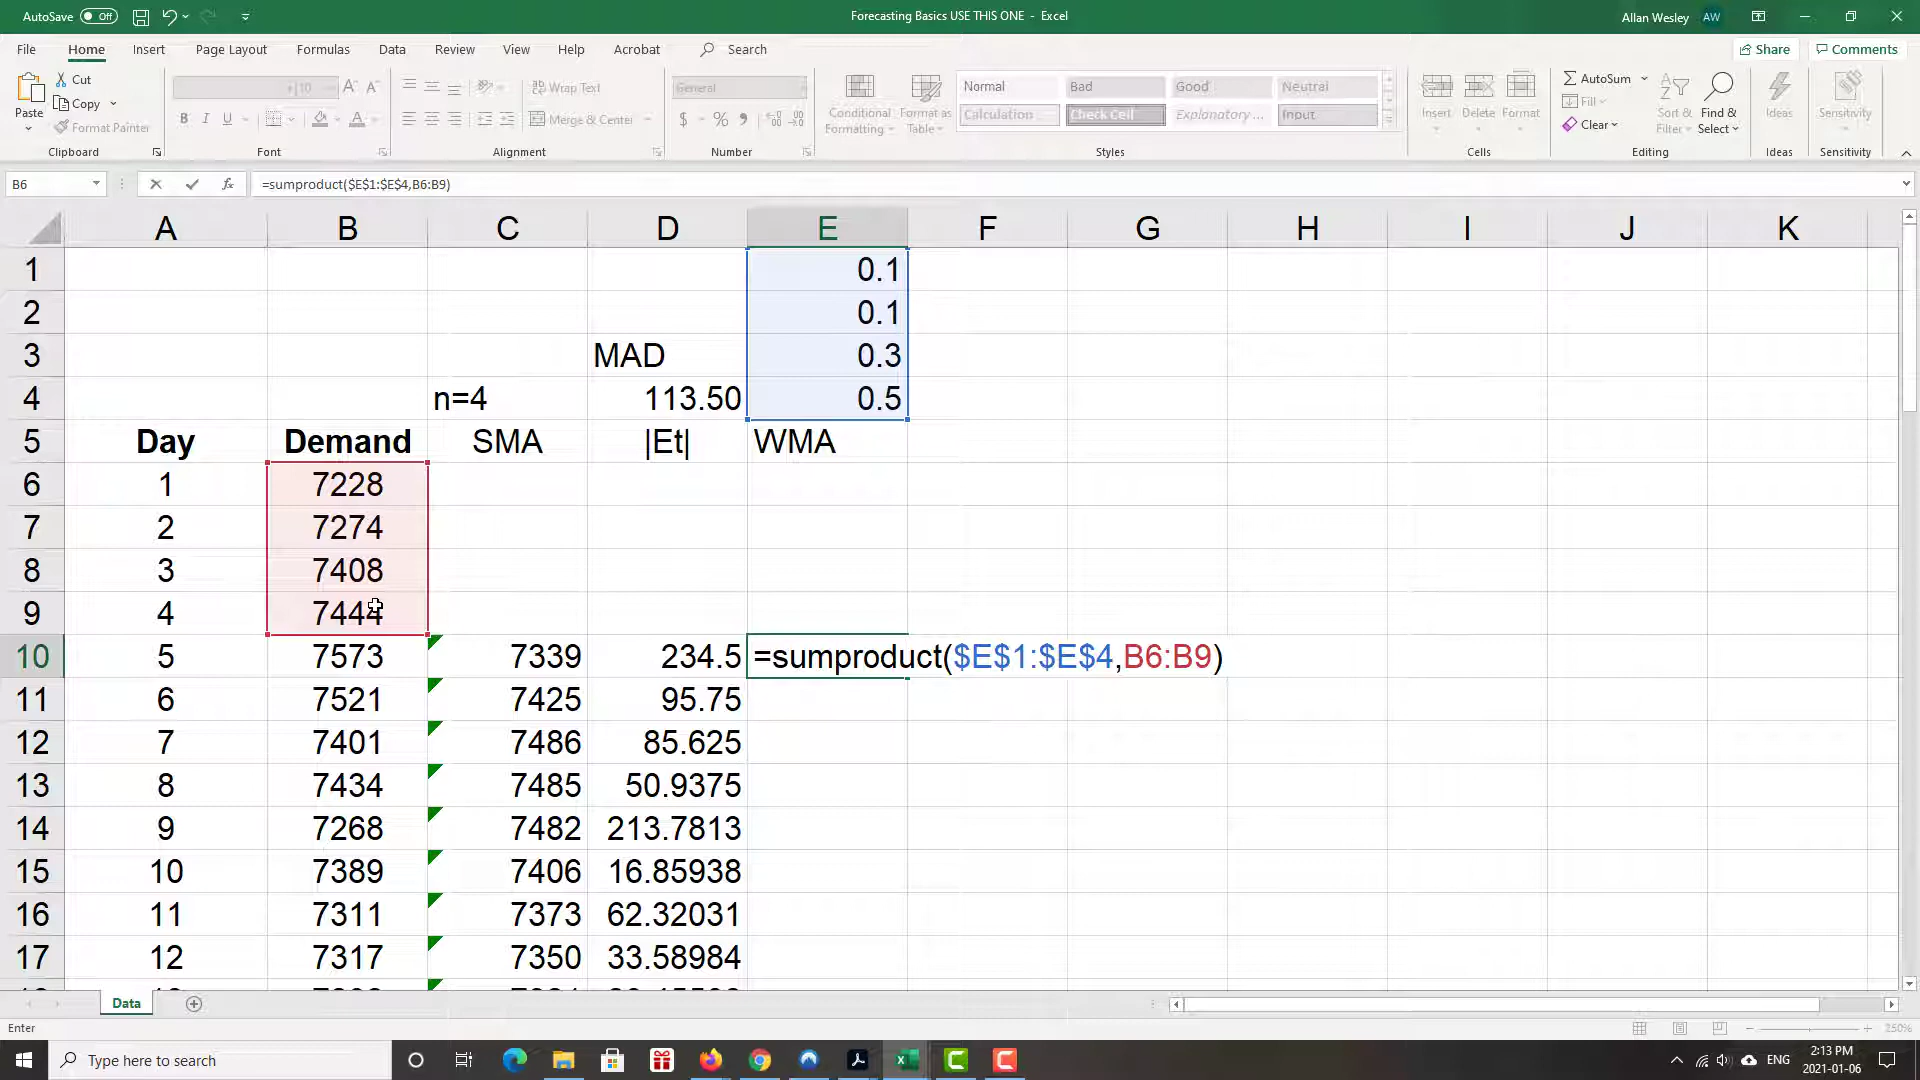 AutoSave Off
Forecasting Basics USE THIS ONE - Excel
Allan Wesley AW
File Home Insert Page Layout Formulas Data Review View Help Acrobat Search
Share Comments
Paste
Cut
Copy
Format Painter
Clipboard
10
Font
Wrap Text
Merge & Center
Alignment
General
Number
Conditional Formatting
Format as Table
Normal Bad Good Neutral
Calculation Check Cell Explanatory ... Input
Styles
Insert Delete Format
Cells
AutoSum
Fill
Clear
Sort & Filter
Find & Select
Editing
Ideas
Ideas
Sensitivity
Sensitivity
B6 fx =sumproduct($E$1:$E$4,B6:B9)
A B C D E F G H I J K
1 0.1
2 0.1
3 MAD 0.3
4 n=4 113.50 0.5
5 Day Demand SMA |Et| WMA
6 1 7228
7 2 7274
8 3 7408
9 4 7444
10 5 7573 7339 234.5 =sumproduct($E$1:$E$4,B6:B9)
11 6 7521 7425 95.75
12 7 7401 7486 85.625
13 8 7434 7485 50.9375
14 9 7268 7482 213.7813
15 10 7389 7406 16.85938
16 11 7311 7373 62.32031
17 12 7317 7350 33.58984
Data
Enter
250%
Type here to search
ENG
2:13 PM
2021-01-06